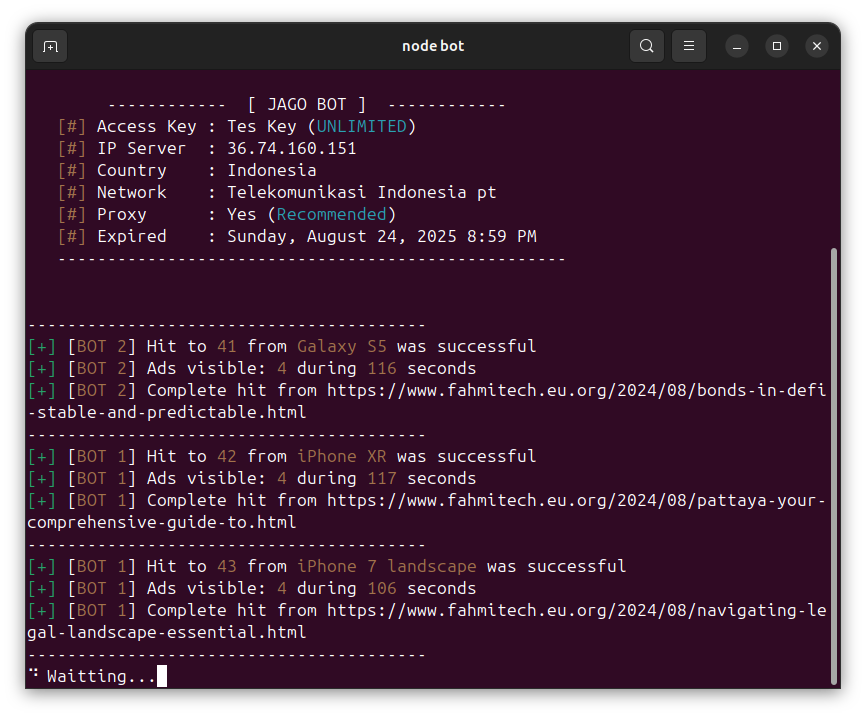 node bot
------------  [ JAGO BOT ]  ------------
[#] Access Key : Tes Key (UNLIMITED)
[#] IP Server  : 36.74.160.151
[#] Country    : Indonesia
[#] Network    : Telekomunikasi Indonesia pt
[#] Proxy      : Yes (Recommended)
[#] Expired    : Sunday, August 24, 2025 8:59 PM
---------------------------------------------------
----------------------------------------
[+] [BOT 2] Hit to 41 from Galaxy S5 was successful
[+] [BOT 2] Ads visible: 4 during 116 seconds
[+] [BOT 2] Complete hit from https://www.fahmitech.eu.org/2024/08/bonds-in-defi
-stable-and-predictable.html
----------------------------------------
[+] [BOT 1] Hit to 42 from iPhone XR was successful
[+] [BOT 1] Ads visible: 4 during 117 seconds
[+] [BOT 1] Complete hit from https://www.fahmitech.eu.org/2024/08/pattaya-your-
comprehensive-guide-to.html
----------------------------------------
[+] [BOT 1] Hit to 43 from iPhone 7 landscape was successful
[+] [BOT 1] Ads visible: 4 during 106 seconds
[+] [BOT 1] Complete hit from https://www.fahmitech.eu.org/2024/08/navigating-le
gal-landscape-essential.html
----------------------------------------
⠙ Waitting...